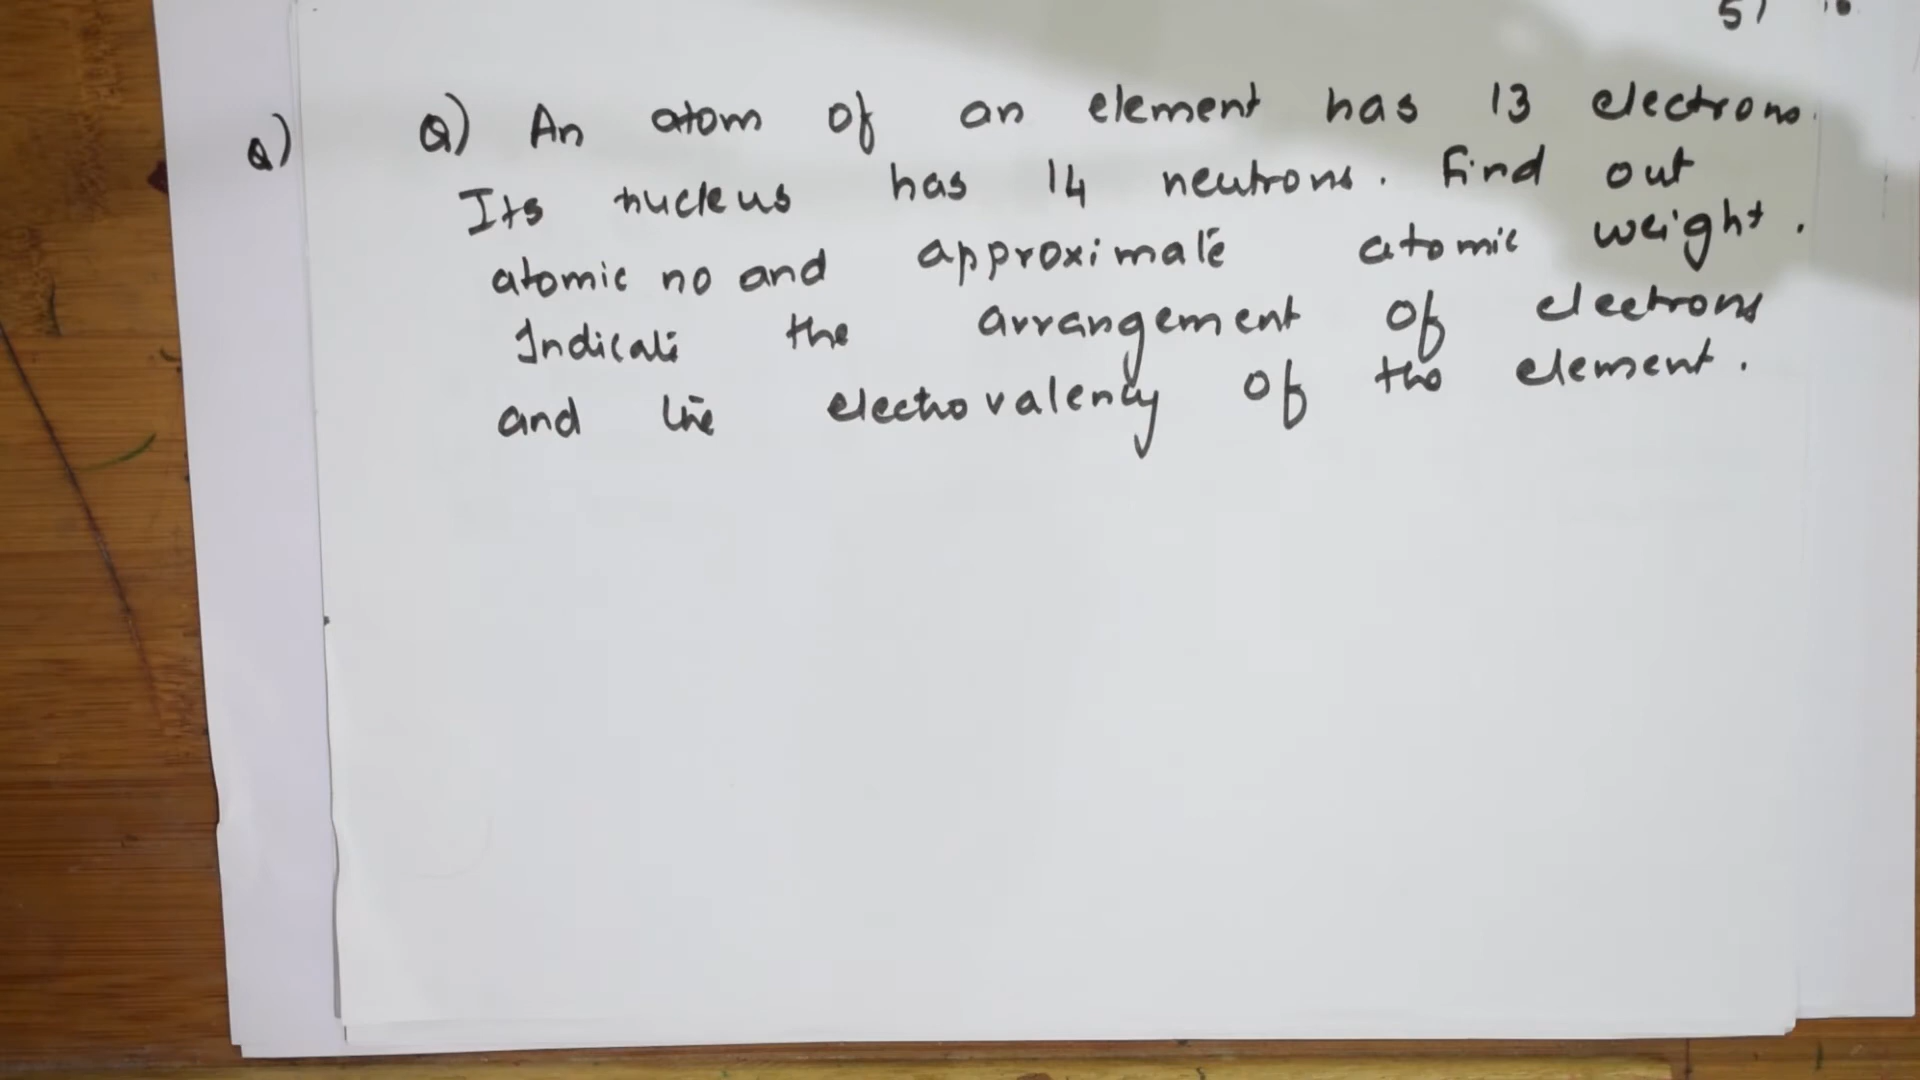 Q) Q) An atom of an element has 13 electrons.
Its nucleus has 14 neutrons. Find out
atomic no and approximate atomic weight.
Indicate the arrangement of electrons
and the electrovalency of the element.